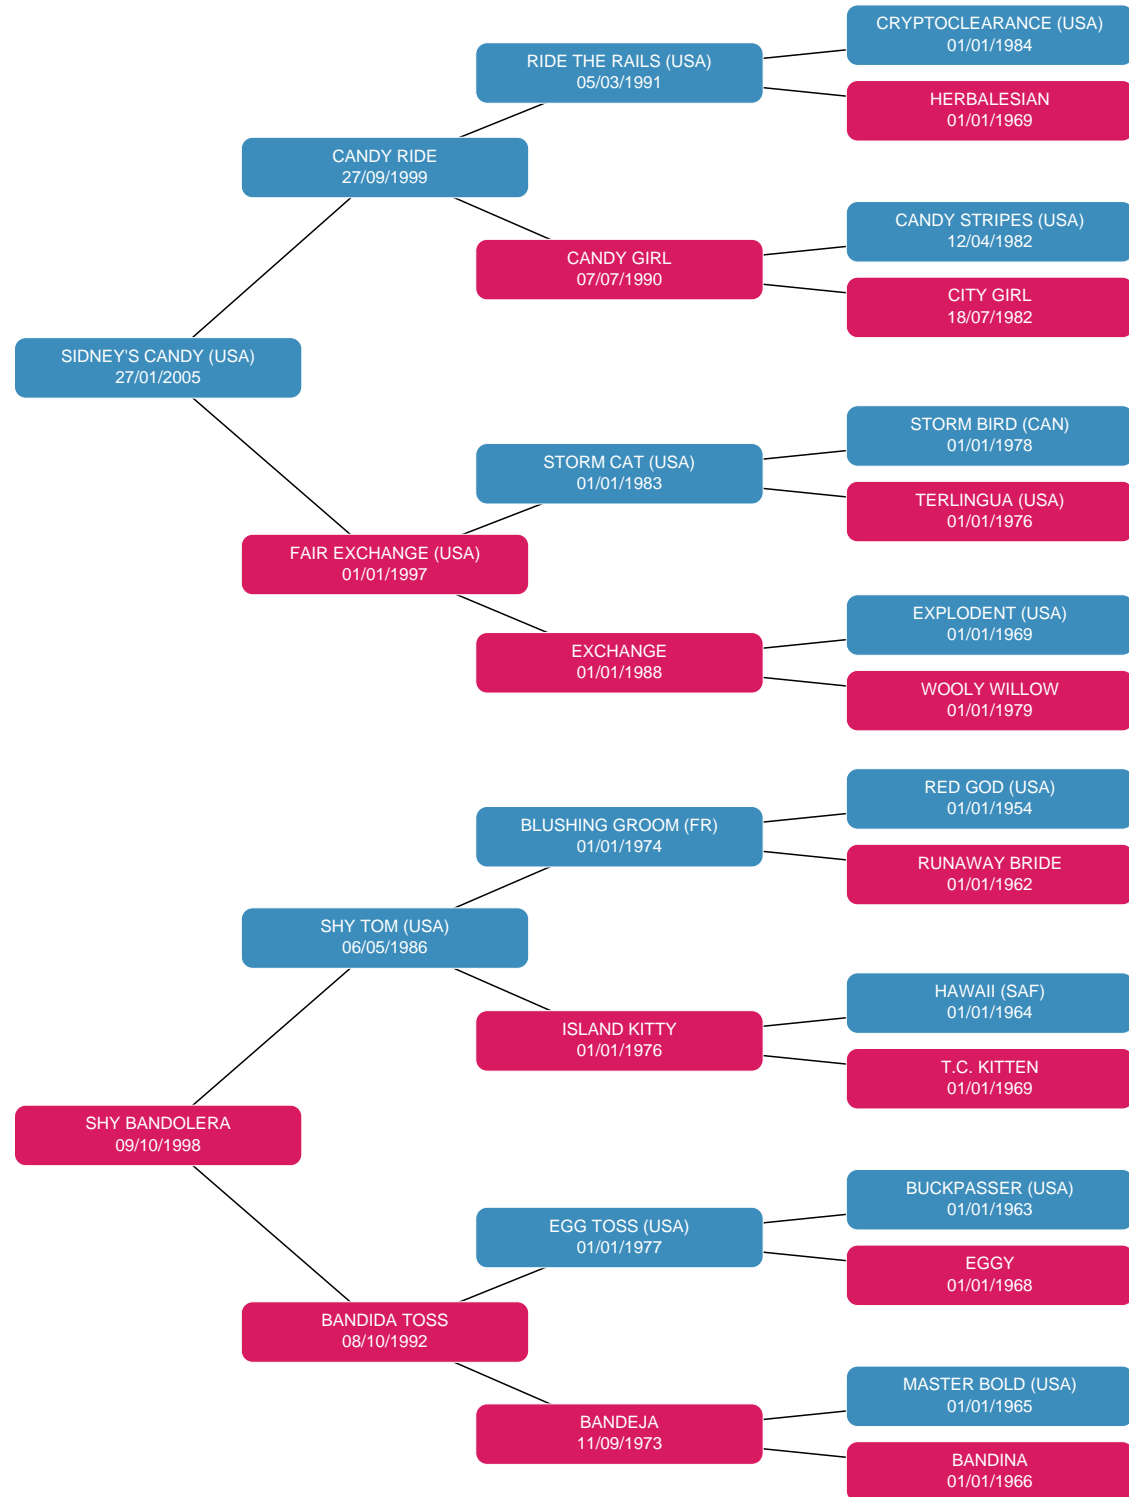 CRYPTOCLEARANCE (USA)
01/01/1984
RIDE THE RAILS (USA)
05/03/1991
HERBALESIAN
01/01/1969
CANDY RIDE
27/09/1999
CANDY STRIPES (USA)
12/04/1982
CANDY GIRL
07/07/1990
CITY GIRL
18/07/1982
SIDNEY'S CANDY (USA)
27/01/2005
STORM BIRD (CAN)
01/01/1978
STORM CAT (USA)
01/01/1983
TERLINGUA (USA)
01/01/1976
FAIR EXCHANGE (USA)
01/01/1997
EXPLODENT (USA)
01/01/1969
EXCHANGE
01/01/1988
WOOLY WILLOW
01/01/1979
RED GOD (USA)
01/01/1954
BLUSHING GROOM (FR)
01/01/1974
RUNAWAY BRIDE
01/01/1962
SHY TOM (USA)
06/05/1986
HAWAII (SAF)
01/01/1964
ISLAND KITTY
01/01/1976
T.C. KITTEN
01/01/1969
SHY BANDOLERA
09/10/1998
BUCKPASSER (USA)
01/01/1963
EGG TOSS (USA)
01/01/1977
EGGY
01/01/1968
BANDIDA TOSS
08/10/1992
MASTER BOLD (USA)
01/01/1965
BANDEJA
11/09/1973
BANDINA
01/01/1966